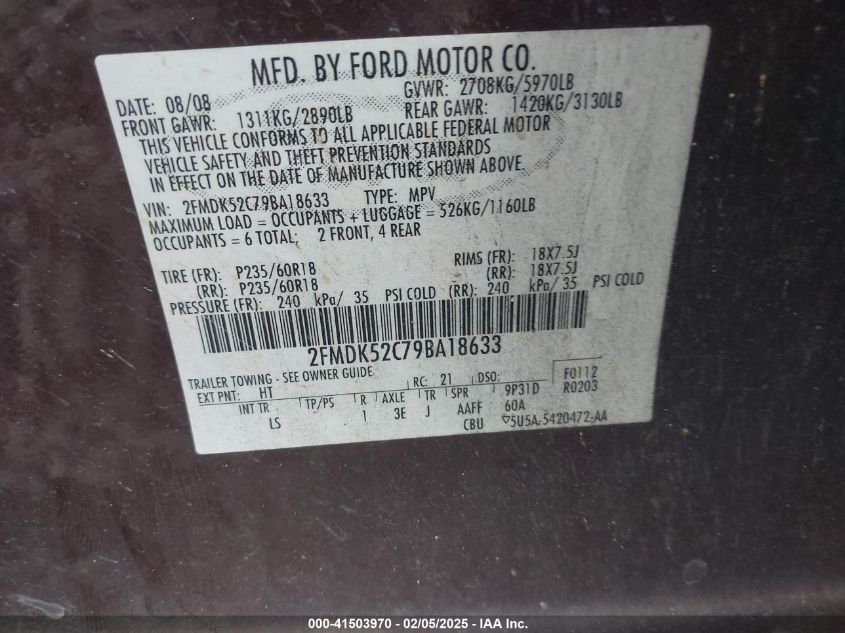 MFD. BY FORD MOTOR CO.
DATE: 08/08 GVWR: 2708KG/5970LB
FRONT GAWR: 1311KG/2890LB REAR GAWR: 1420KG/3130LB
THIS VEHICLE CONFORMS TO ALL APPLICABLE FEDERAL MOTOR
VEHICLE SAFETY AND THEFT PREVENTION STANDARDS
IN EFFECT ON THE DATE OF MANUFACTURE SHOWN ABOVE.
VIN: 2FMDK52C79BA18633 TYPE: MPV
MAXIMUM LOAD = OCCUPANTS + LUGGAGE = 526KG/1160LB
OCCUPANTS = 6 TOTAL: 2 FRONT, 4 REAR
TIRE (FR): P235/60R18 RIMS (FR): 18X7.5J
(RR): P235/60R18 (RR): 18X7.5J
PRESSURE (FR): 240 kPa/ 35 PSI COLD (RR): 240 kPa/ 35 PSI COLD
2FMDK52C79BA18633
TRAILER TOWING - SEE OWNER GUIDE F0112
EXT PNT: HT RC: 21 DSO: 9P31D R0203
INT TR TP/PS R AXLE TR SPR 60A
LS 1 3E J AAFF
CBU ▽5U5A-5420472-AA
000-41503970 - 02/05/2025 - IAA Inc.